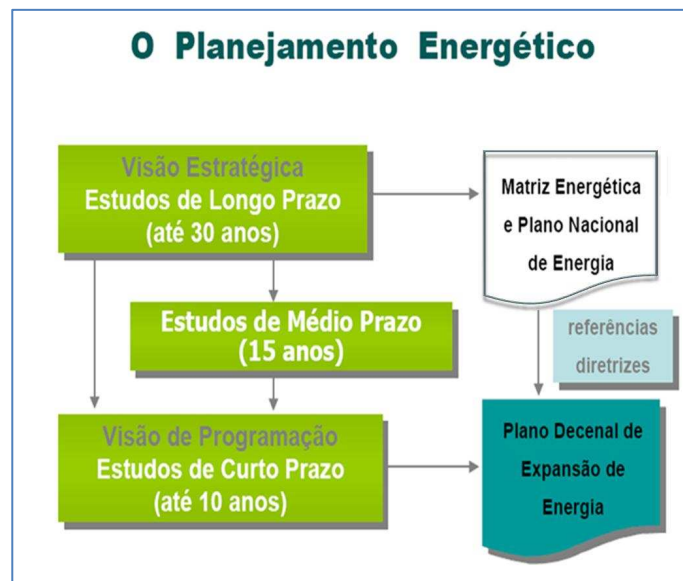 O Planejamento Energético
Visão Estratégica
Estudos de Longo Prazo
(até 30 anos)
Matriz Energética
e Plano Nacional
de Energia
Estudos de Médio Prazo
(15 anos)
referências
diretrizes
Visão de Programação
Estudos de Curto Prazo
(até 10 anos)
Plano Decenal de
Expansão de
Energia